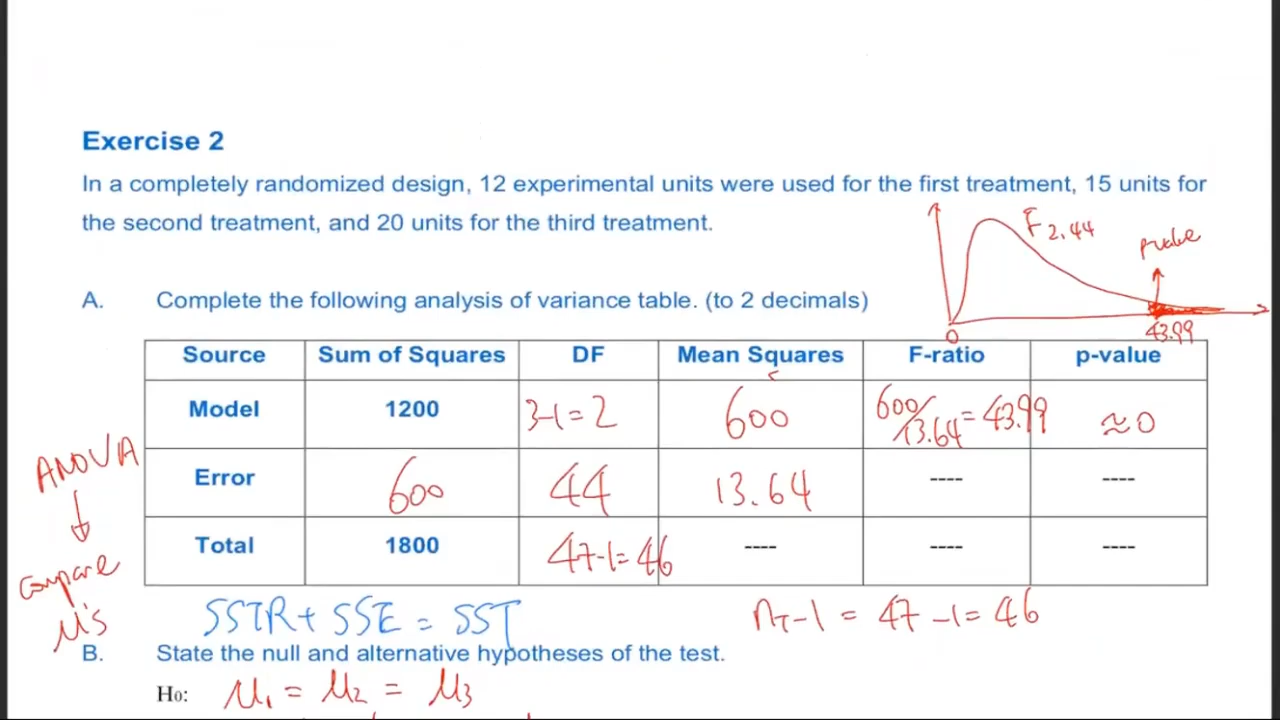 Exercise 2
In a completely randomized design, 12 experimental units were used for the first treatment, 15 units for
the second treatment, and 20 units for the third treatment.
F2.44
pvalue
A. Complete the following analysis of variance table. (to 2 decimals)
0 43.99
Source Sum of Squares DF Mean Squares F-ratio p-value
Model 1200 3-1=2 600 600/13.64=43.99 ≈0
Error 600 44 13.64 ---- ----
Total 1800 47-1=46 ---- ---- ----
ANOVA
↓
compare
μ's
SSTR + SSE = SST
nT-1 = 47-1 = 46
B. State the null and alternative hypotheses of the test.
H0: μ1 = μ2 = μ3